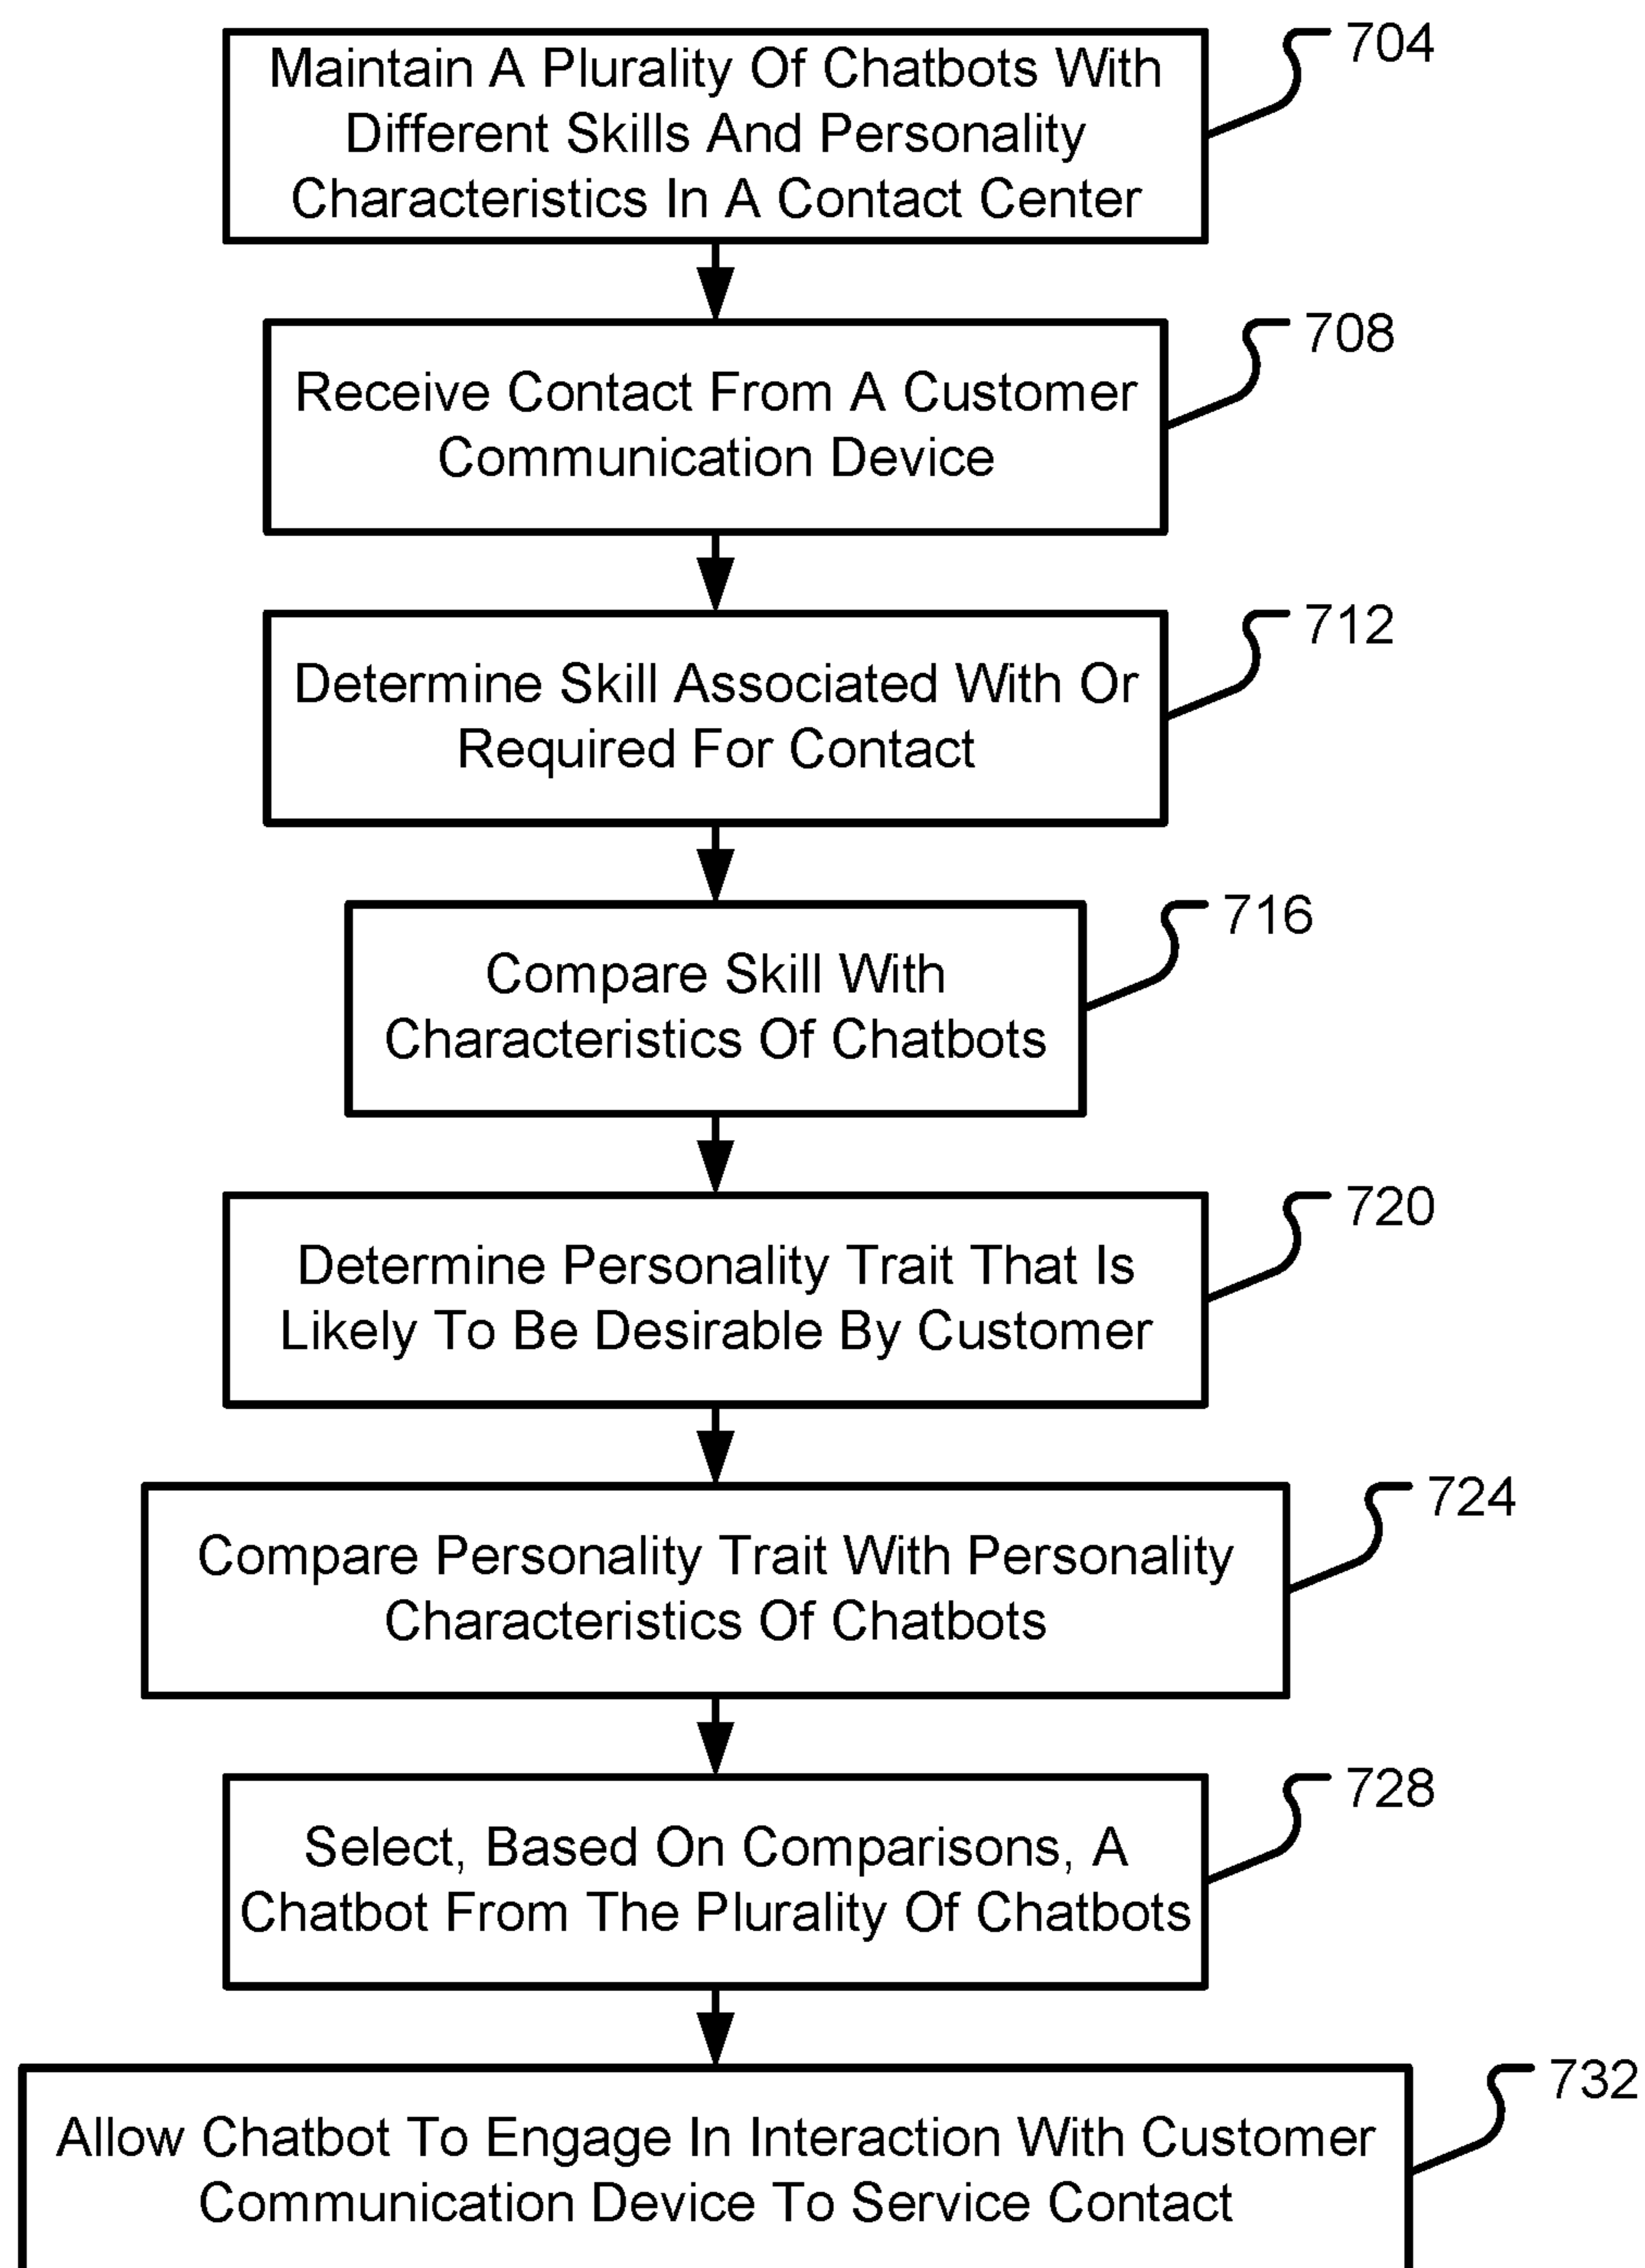 Maintain A Plurality Of Chatbots With
Different Skills And Personality
Characteristics In A Contact Center
704
Receive Contact From A Customer
Communication Device
708
Determine Skill Associated With Or
Required For Contact
712
Compare Skill With
Characteristics Of Chatbots
716
Determine Personality Trait That Is
Likely To Be Desirable By Customer
720
Compare Personality Trait With Personality
Characteristics Of Chatbots
724
Select, Based On Comparisons, A
Chatbot From The Plurality Of Chatbots
728
Allow Chatbot To Engage In Interaction With Customer
Communication Device To Service Contact
732